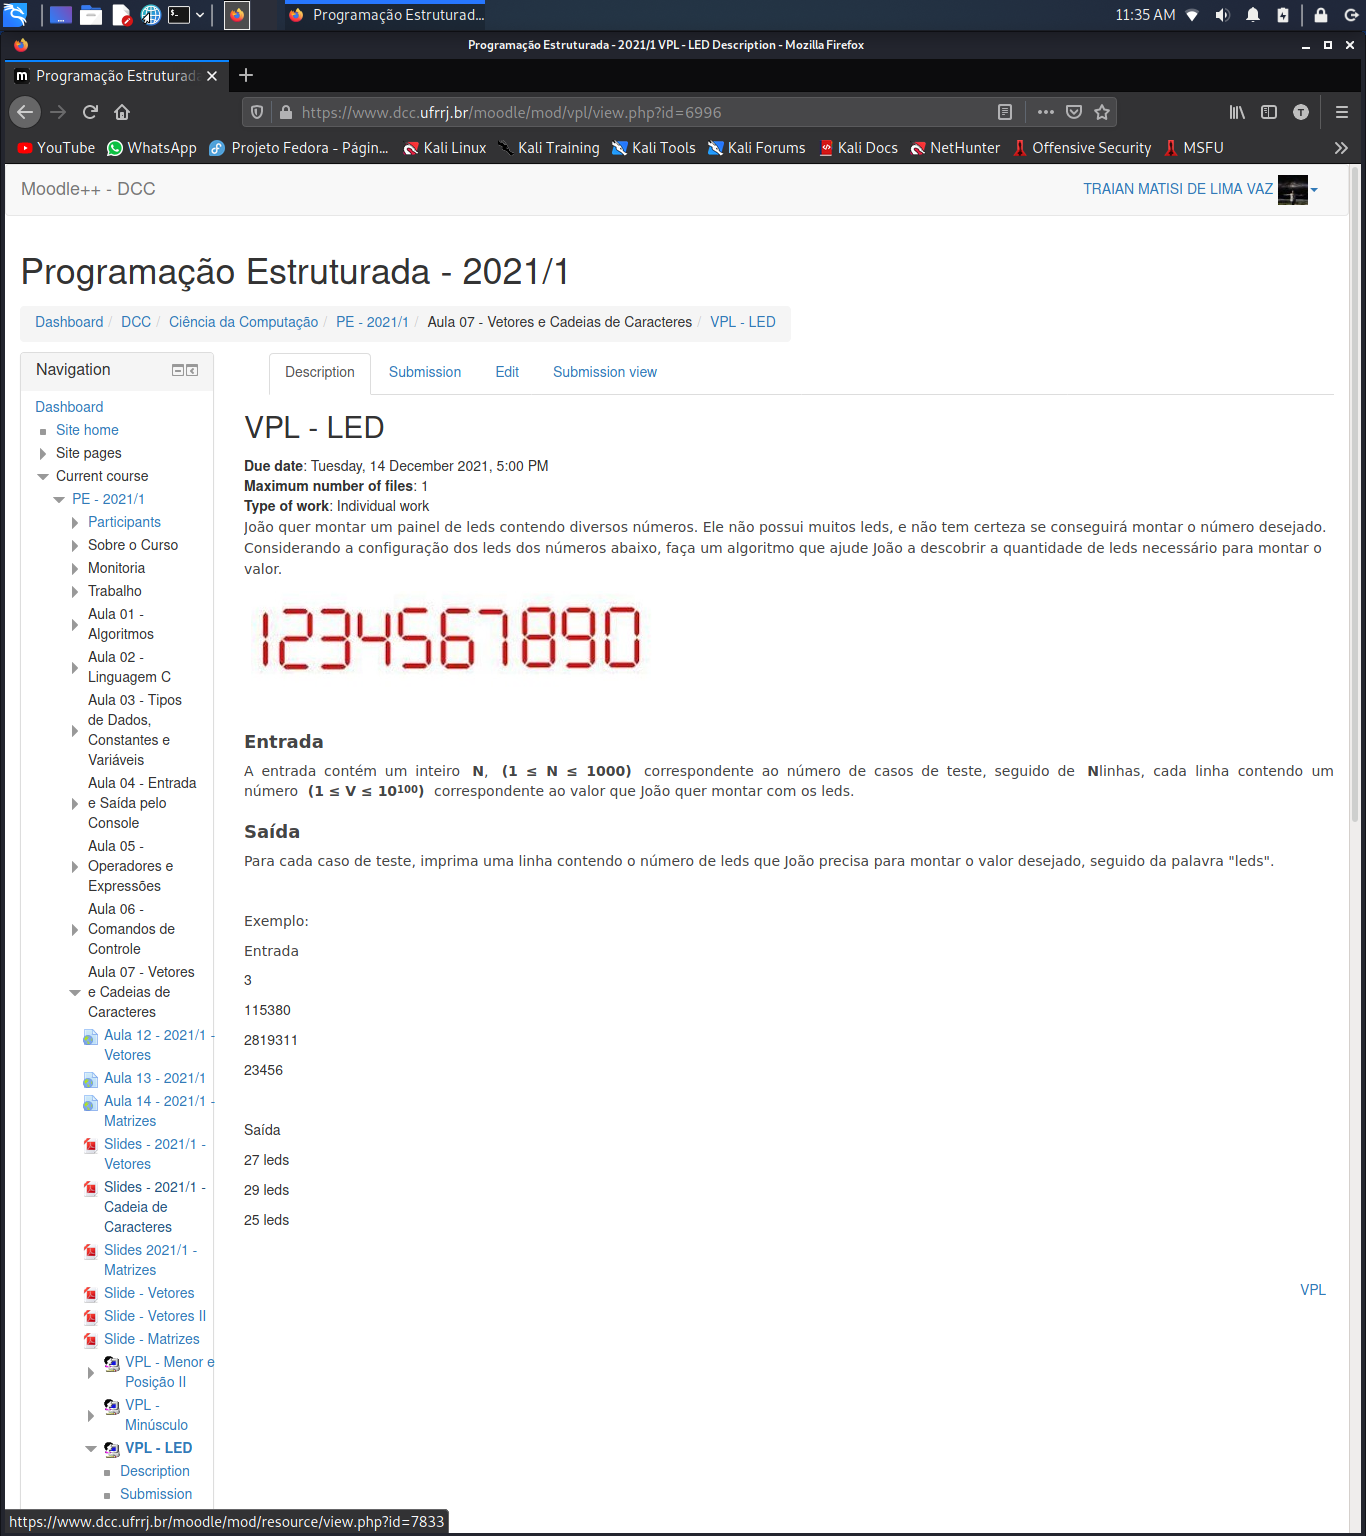 Programação Estruturad...
11:35 AM
Programação Estruturada - 2021/1 VPL - LED Description - Mozilla Firefox
Programação Estruturad
https://www.dcc.ufrrj.br/moodle/mod/vpl/view.php?id=6996
YouTube WhatsApp Projeto Fedora - Págin... Kali Linux Kali Training Kali Tools Kali Forums Kali Docs NetHunter Offensive Security MSFU
Moodle++ - DCC
TRAIAN MATISI DE LIMA VAZ
Programação Estruturada - 2021/1
Dashboard / DCC / Ciência da Computação / PE - 2021/1 / Aula 07 - Vetores e Cadeias de Caracteres / VPL - LED
Navigation
Dashboard
Site home
Site pages
Current course
PE - 2021/1
Participants
Sobre o Curso
Monitoria
Trabalho
Aula 01 -
Algoritmos
Aula 02 -
Linguagem C
Aula 03 - Tipos
de Dados,
Constantes e
Variáveis
Aula 04 - Entrada
e Saída pelo
Console
Aula 05 -
Operadores e
Expressões
Aula 06 -
Comandos de
Controle
Aula 07 - Vetores
e Cadeias de
Caracteres
Aula 12 - 2021/1 -
Vetores
Aula 13 - 2021/1
Aula 14 - 2021/1 -
Matrizes
Slides - 2021/1 -
Vetores
Slides - 2021/1 -
Cadeia de
Caracteres
Slides 2021/1 -
Matrizes
Slide - Vetores
Slide - Vetores II
Slide - Matrizes
VPL - Menor e
Posição II
VPL -
Minúsculo
VPL - LED
Description
Submission
Description Submission Edit Submission view
VPL - LED
Due date: Tuesday, 14 December 2021, 5:00 PM
Maximum number of files: 1
Type of work: Individual work
João quer montar um painel de leds contendo diversos números. Ele não possui muitos leds, e não tem certeza se conseguirá montar o número desejado.
Considerando a configuração dos leds dos números abaixo, faça um algoritmo que ajude João a descobrir a quantidade de leds necessário para montar o
valor.
1234567890
Entrada
A entrada contém um inteiro N, (1 ≤ N ≤ 1000) correspondente ao número de casos de teste, seguido de Nlinhas, cada linha contendo um
número (1 ≤ V ≤ 10¹⁰⁰) correspondente ao valor que João quer montar com os leds.
Saída
Para cada caso de teste, imprima uma linha contendo o número de leds que João precisa para montar o valor desejado, seguido da palavra "leds".
Exemplo:
Entrada
3
115380
2819311
23456
Saída
27 leds
29 leds
25 leds
VPL
https://www.dcc.ufrrj.br/moodle/mod/resource/view.php?id=7833